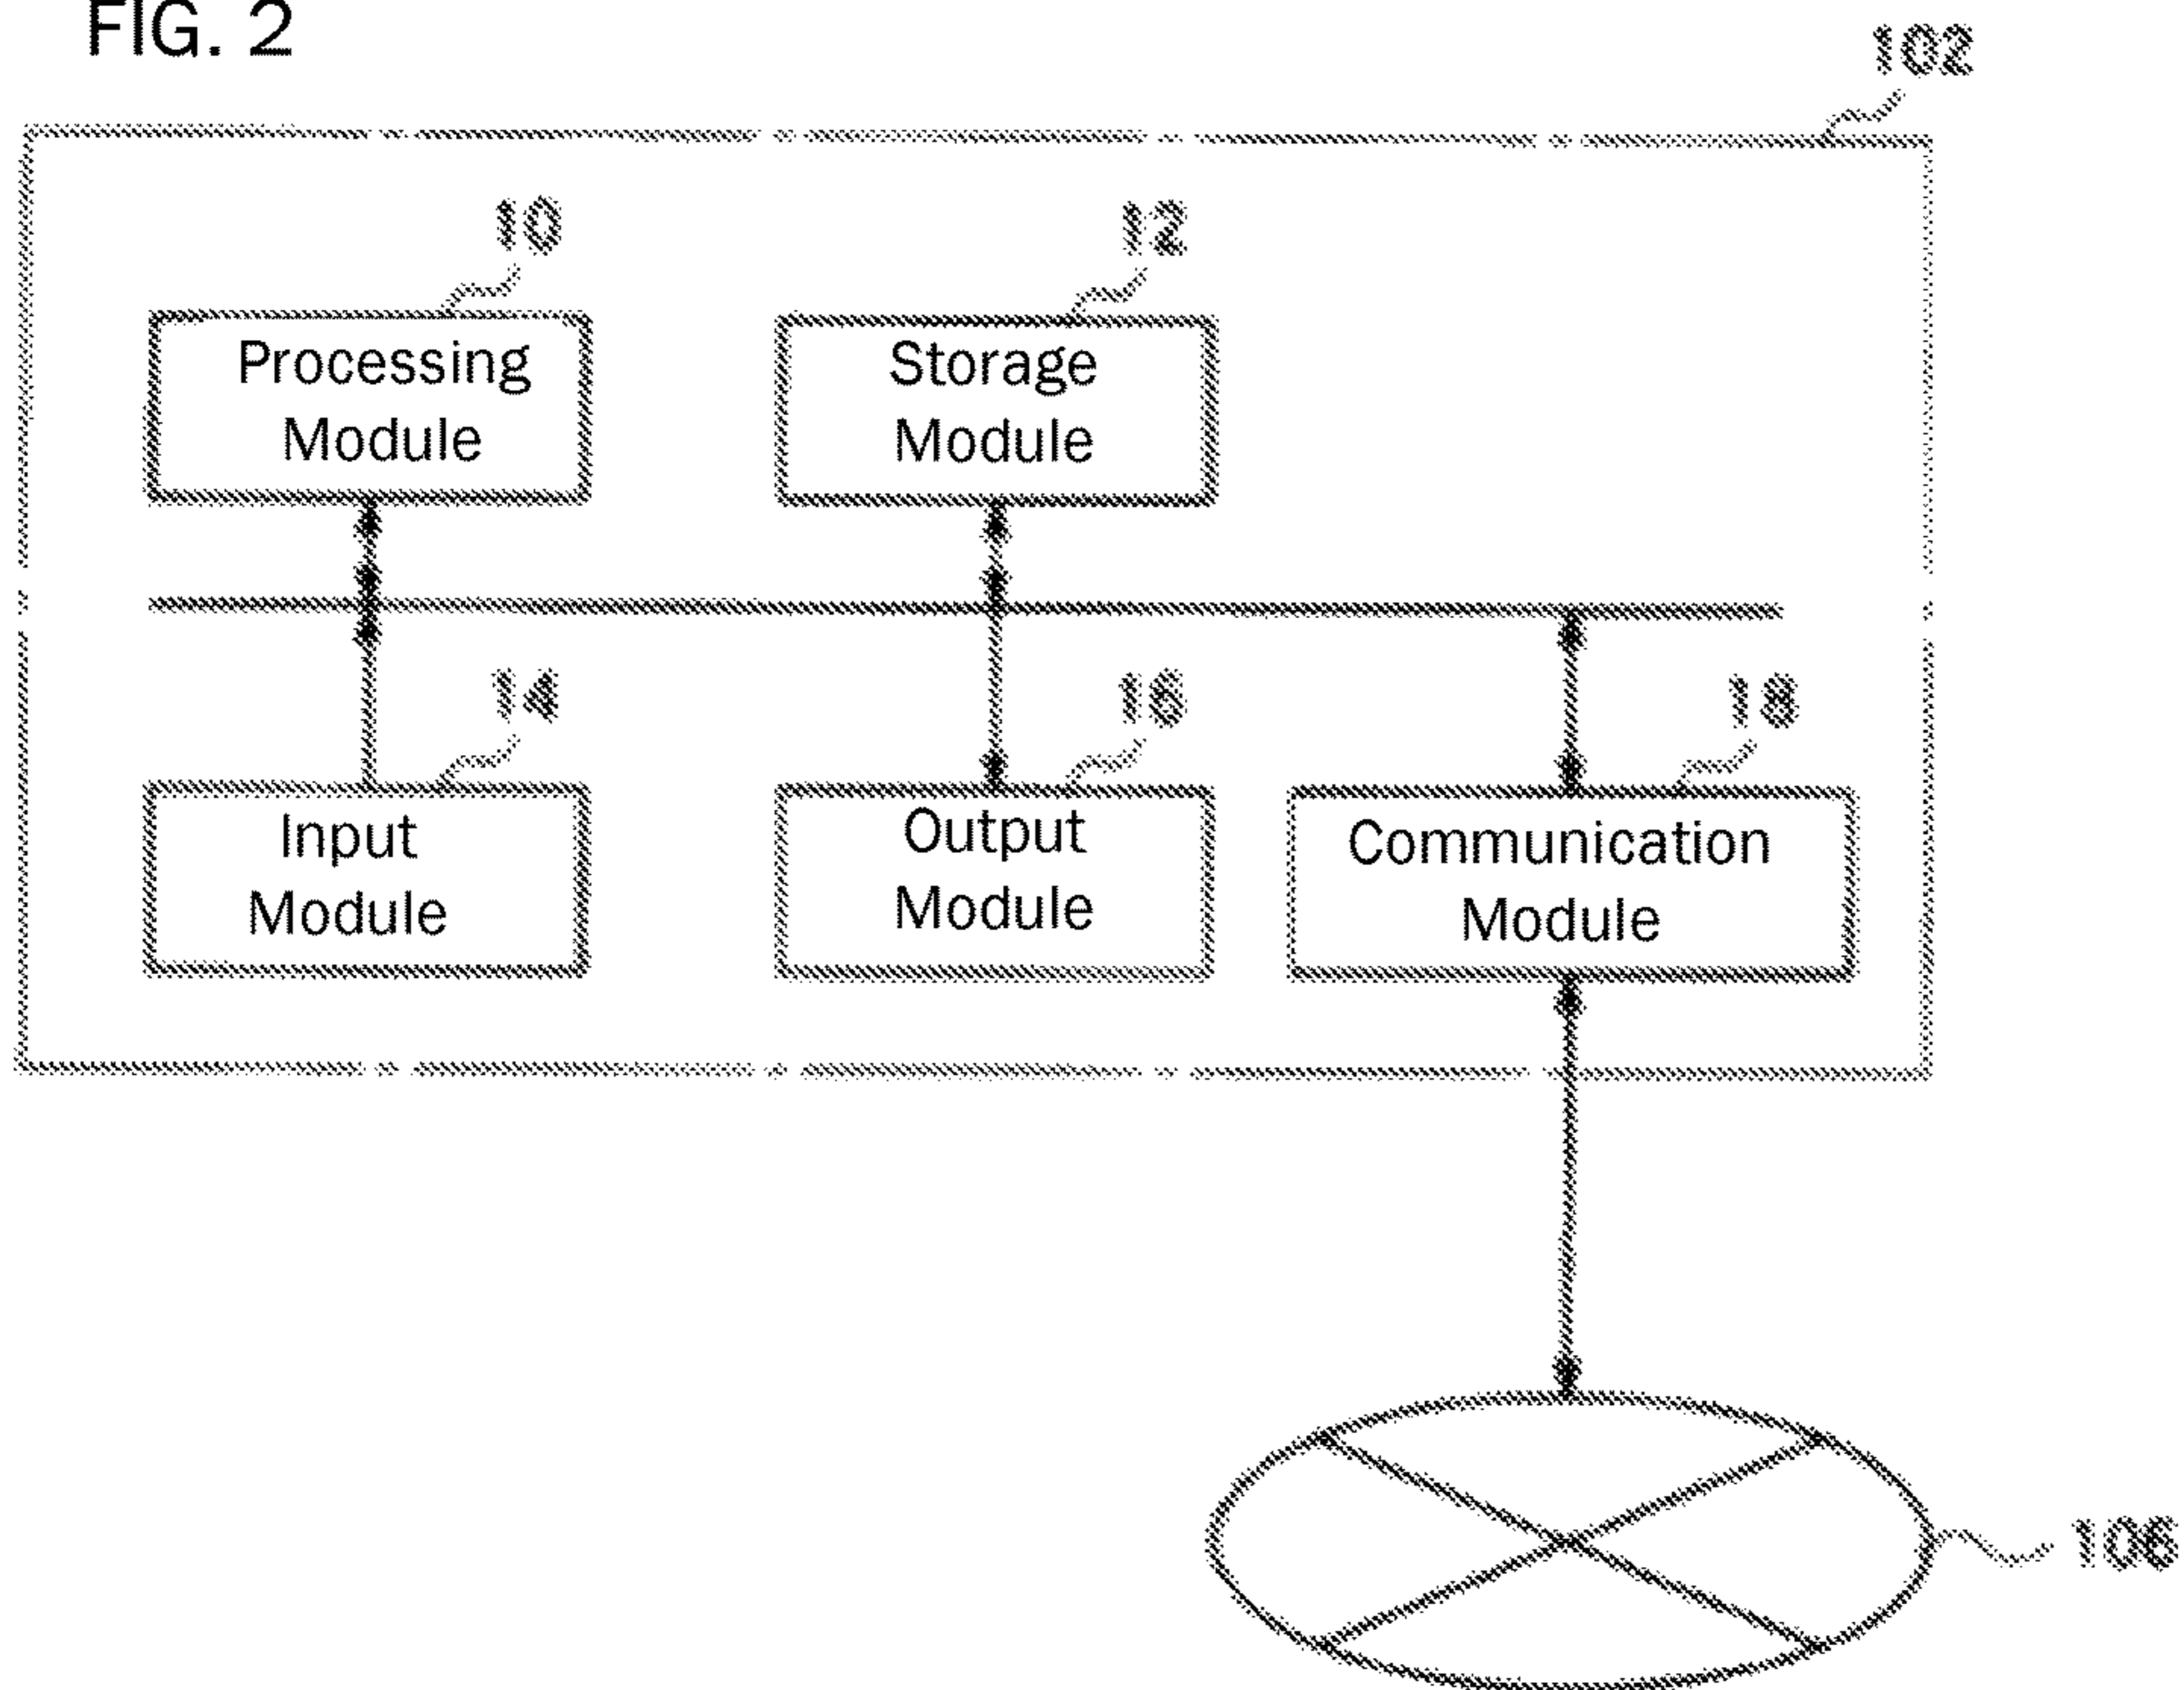 FIG. 2
102
10
12
Processing
Module
Storage
Module
14
16
18
Input
Module
Output
Module
Communication
Module
106